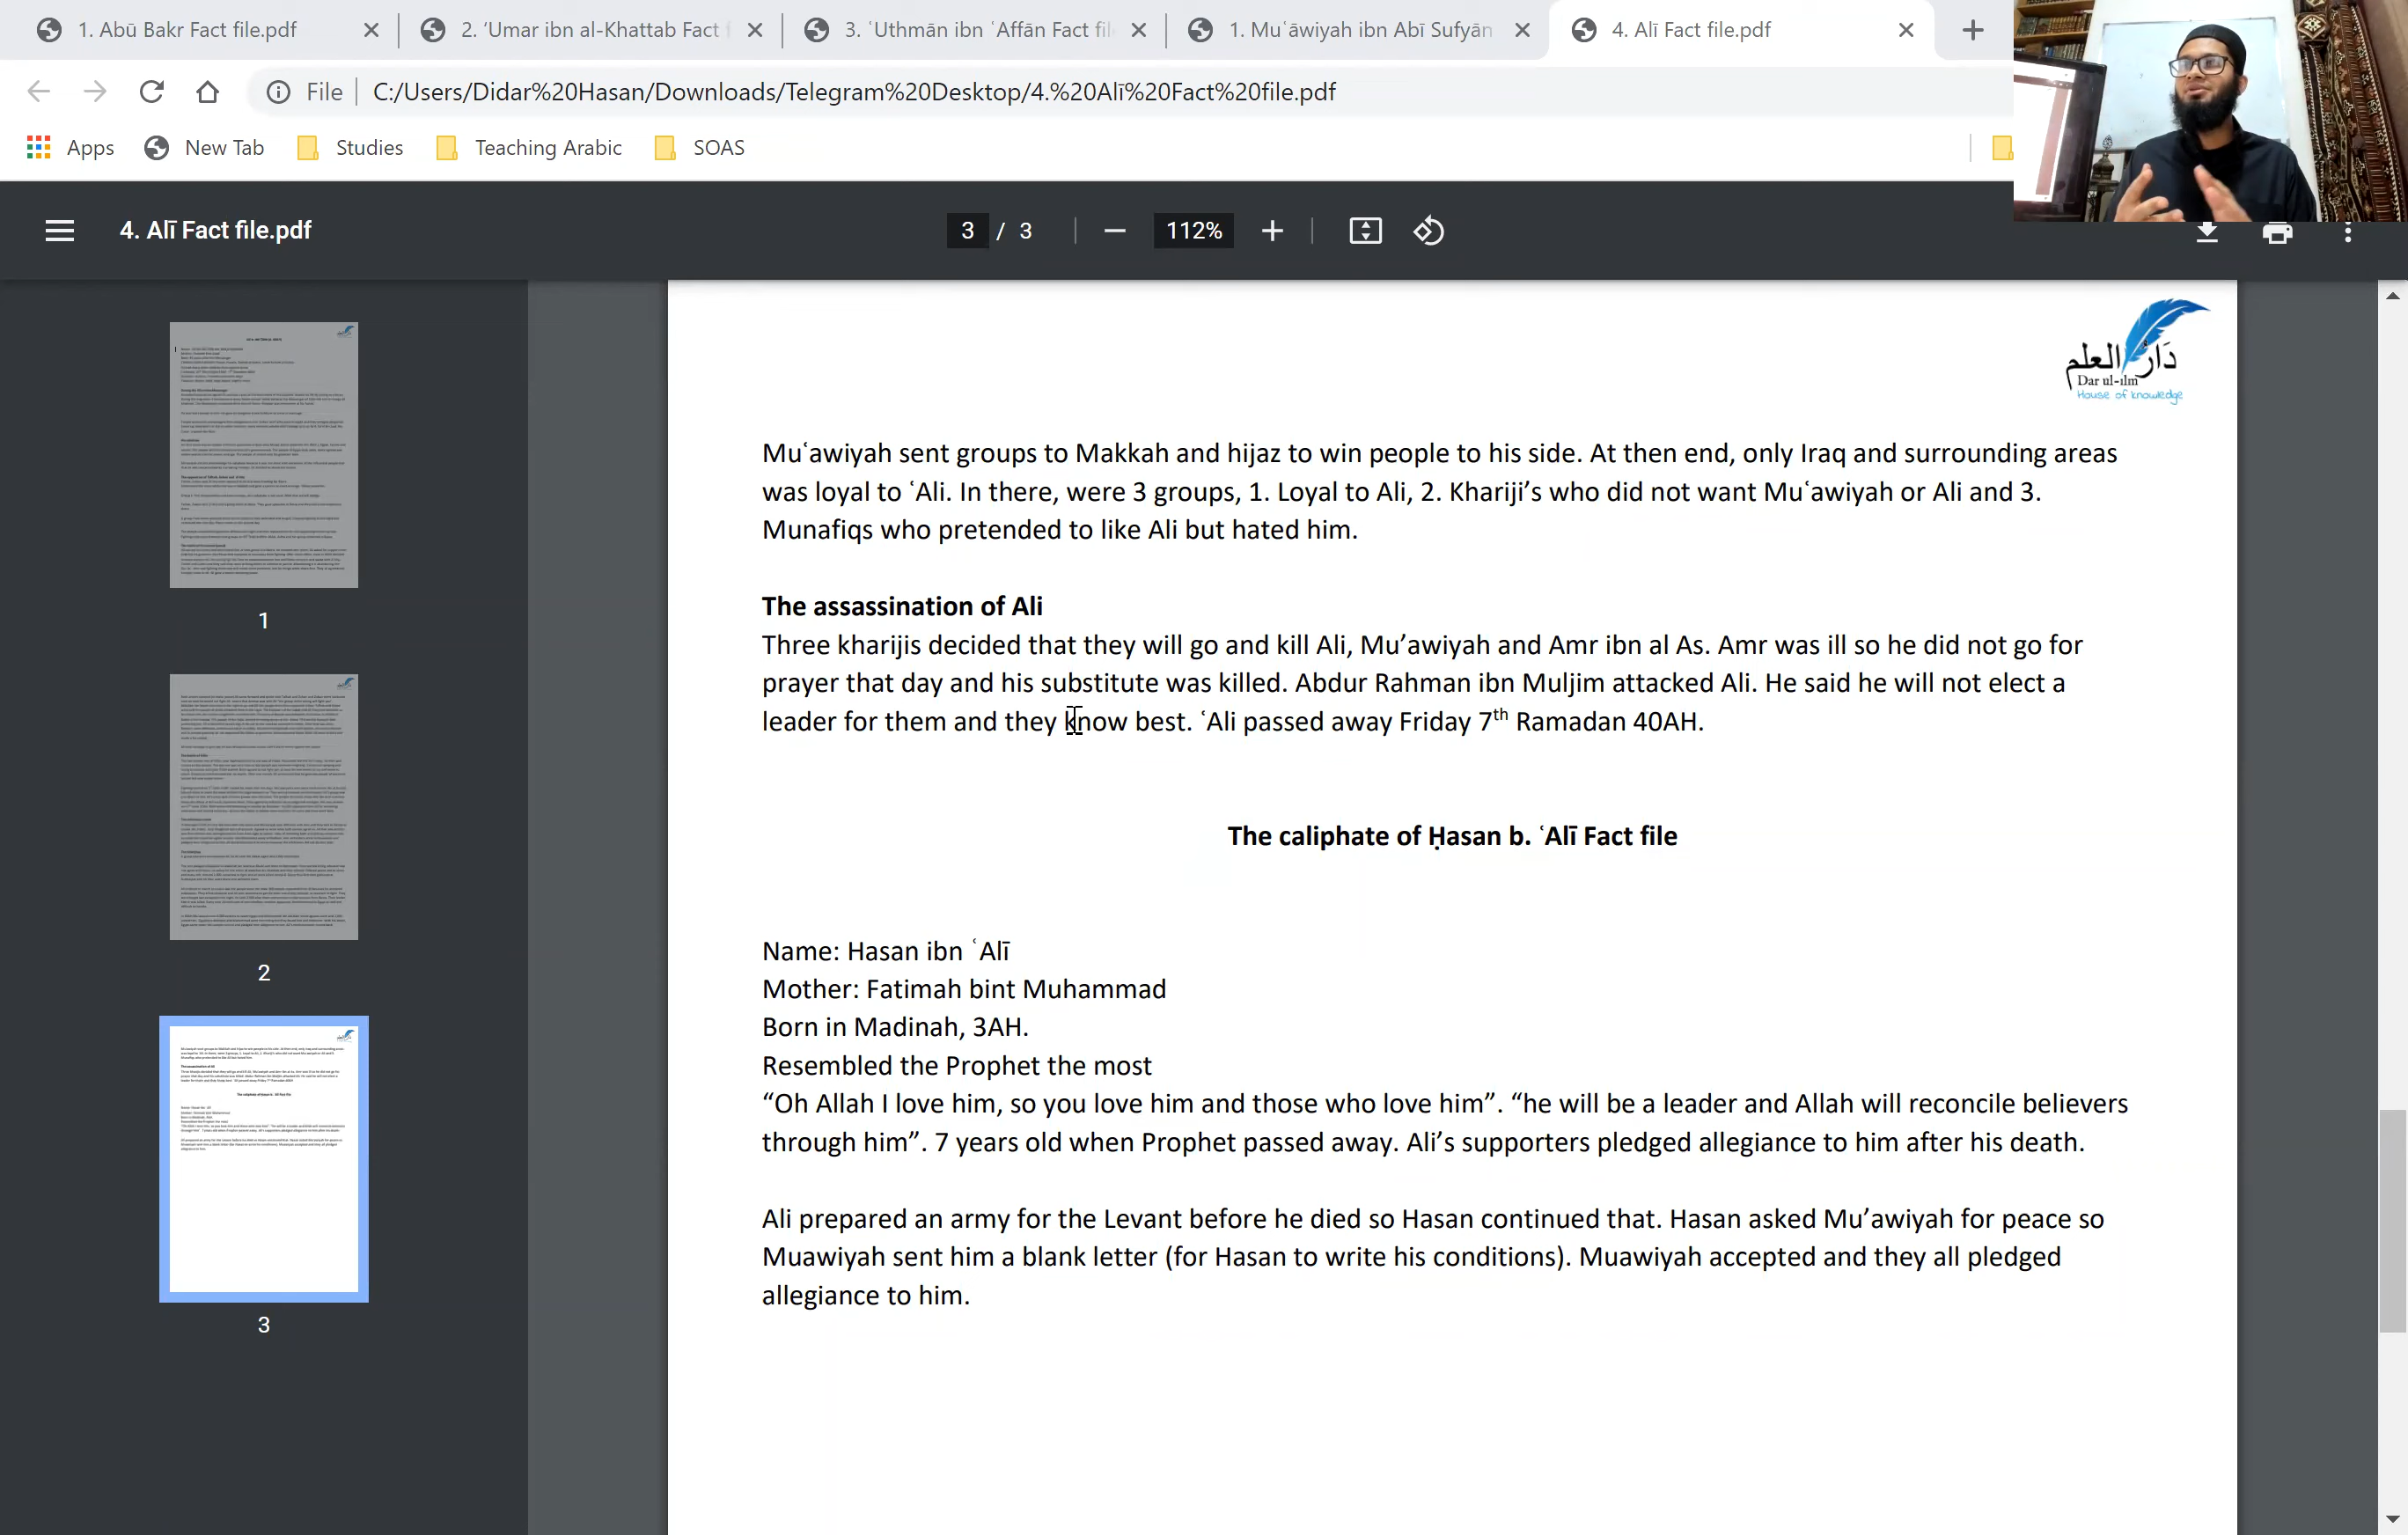 1. Abū Bakr Fact file.pdf
2. ‘Umar ibn al-Khattab Fact f
3. ʿUthmān ibn ʿAffān Fact fil
1. Muʿāwiyah ibn Abī Sufyān
4. Alī Fact file.pdf
File
C:/Users/Didar%20Hasan/Downloads/Telegram%20Desktop/4.%20Alī%20Fact%20file.pdf
Apps
New Tab
Studies
Teaching Arabic
SOAS
4. Alī Fact file.pdf
3 / 3
112%
1
2
3
دَارُ العلم
Dar ul-ilm
House of knowledge
Muʿawiyah sent groups to Makkah and hijaz to win people to his side. At then end, only Iraq and surrounding areas
was loyal to ʿAli. In there, were 3 groups, 1. Loyal to Ali, 2. Khariji’s who did not want Muʿawiyah or Ali and 3.
Munafiqs who pretended to like Ali but hated him.
The assassination of Ali
Three kharijis decided that they will go and kill Ali, Mu’awiyah and Amr ibn al As. Amr was ill so he did not go for
prayer that day and his substitute was killed. Abdur Rahman ibn Muljim attacked Ali. He said he will not elect a
leader for them and they know best. ʿAli passed away Friday 7th Ramadan 40AH.
The caliphate of Ḥasan b. ʿAlī Fact file
Name: Hasan ibn ʿAlī
Mother: Fatimah bint Muhammad
Born in Madinah, 3AH.
Resembled the Prophet the most
“Oh Allah I love him, so you love him and those who love him”. “he will be a leader and Allah will reconcile believers
through him”. 7 years old when Prophet passed away. Ali’s supporters pledged allegiance to him after his death.
Ali prepared an army for the Levant before he died so Hasan continued that. Hasan asked Mu’awiyah for peace so
Muawiyah sent him a blank letter (for Hasan to write his conditions). Muawiyah accepted and they all pledged
allegiance to him.